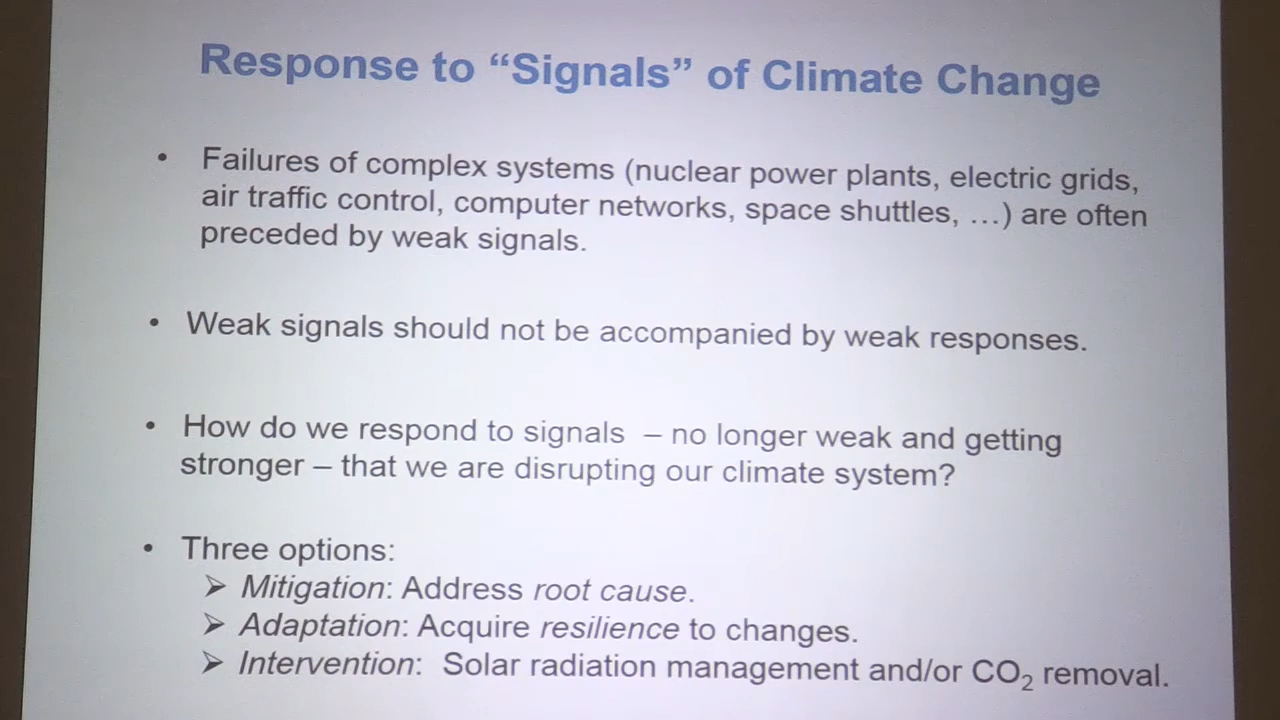 Response to “Signals” of Climate Change
• Failures of complex systems (nuclear power plants, electric grids,
air traffic control, computer networks, space shuttles, …) are often
preceded by weak signals.
• Weak signals should not be accompanied by weak responses.
• How do we respond to signals – no longer weak and getting
stronger – that we are disrupting our climate system?
• Three options:
➢ Mitigation: Address root cause.
➢ Adaptation: Acquire resilience to changes.
➢ Intervention: Solar radiation management and/or CO₂ removal.